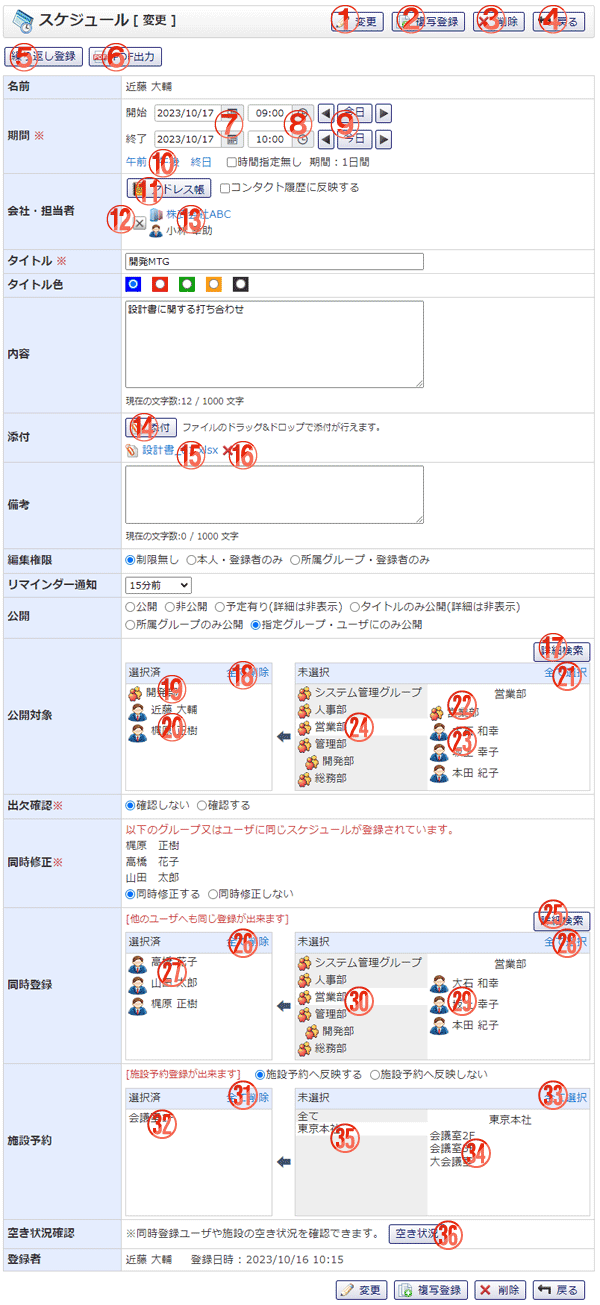 スケジュール [ 変更 ]
① 変更 ② 複写登録 ③ 削除 ④ 戻る
⑤ 返し登録 ⑥ 出力
名前 近藤 大輔
期間 ※ 開始 2023/10/17 ⑦ 09:00 ⑧ ◀ ⑨ 今日 ▶
終了 2023/10/17 10:00 ◀ 今日 ▶
午前 ⑩ 終日 時間指定無し 期間：1日間
会社・担当者 ⑪ アドレス帳 コンタクト履歴に反映する
⑫ ⑬ 株 ABC
小林 助
タイトル ※ 開発MTG
タイトル色
内容 設計書に関する打ち合わせ
現在の文字数:12 / 1000 文字
添付 ⑭ 添付 ファイルのドラッグ&ドロップで添付が行えます。
設計書_ ⑮ xlsx ⑯
備考
現在の文字数:0 / 1000 文字
編集権限 制限無し 本人・登録者のみ 所属グループ・登録者のみ
リマインダー通知 15分前
公開 公開 非公開 予定有り(詳細は非表示) タイトルのみ公開(詳細は非表示)
所属グループのみ公開 指定グループ・ユーザにのみ公開
⑰ 詳細検索
公開対象 選択済 全て削除 ⑱ 未選択 全て選択 ㉑
開発部 ⑲
近藤 大輔
梶原 正樹 ⑳
システム管理グループ
人事部
営業部 ㉔
管理部
開発部
総務部
営業部
㉒ 営業部
大石 和幸
㉓ 幸子
本田 紀子
出欠確認※ 確認しない 確認する
同時修正※ 以下のグループ又はユーザに同じスケジュールが登録されています。
梶原 正樹
高橋 花子
山田 太郎
同時修正する 同時修正しない
同時登録 [他のユーザへも同じ登録が出来ます] ㉕ 詳細検索
選択済 全て削除 ㉖ 未選択 全て選択 ㉘
高橋 花子
山田 太郎 ㉗
梶原 正樹
システム管理グループ
人事部
営業部 ㉚
管理部
開発部
総務部
営業部
大石 和幸
㉙ 幸子
本田 紀子
施設予約 [施設予約登録が出来ます] 施設予約へ反映する 施設予約へ反映しない
選択済 全て削除 ㉛ 未選択 全て選択 ㉝
会議室 ㉜
全て
東京本社 ㉟
東京本社
会議室2F
会議室
大会議室 ㉞
空き状況確認 ※同時登録ユーザや施設の空き状況を確認できます。 空き状況 ㊱
登録者 近藤 大輔 登録日時：2023/10/16 10:15
変更 複写登録 削除 戻る